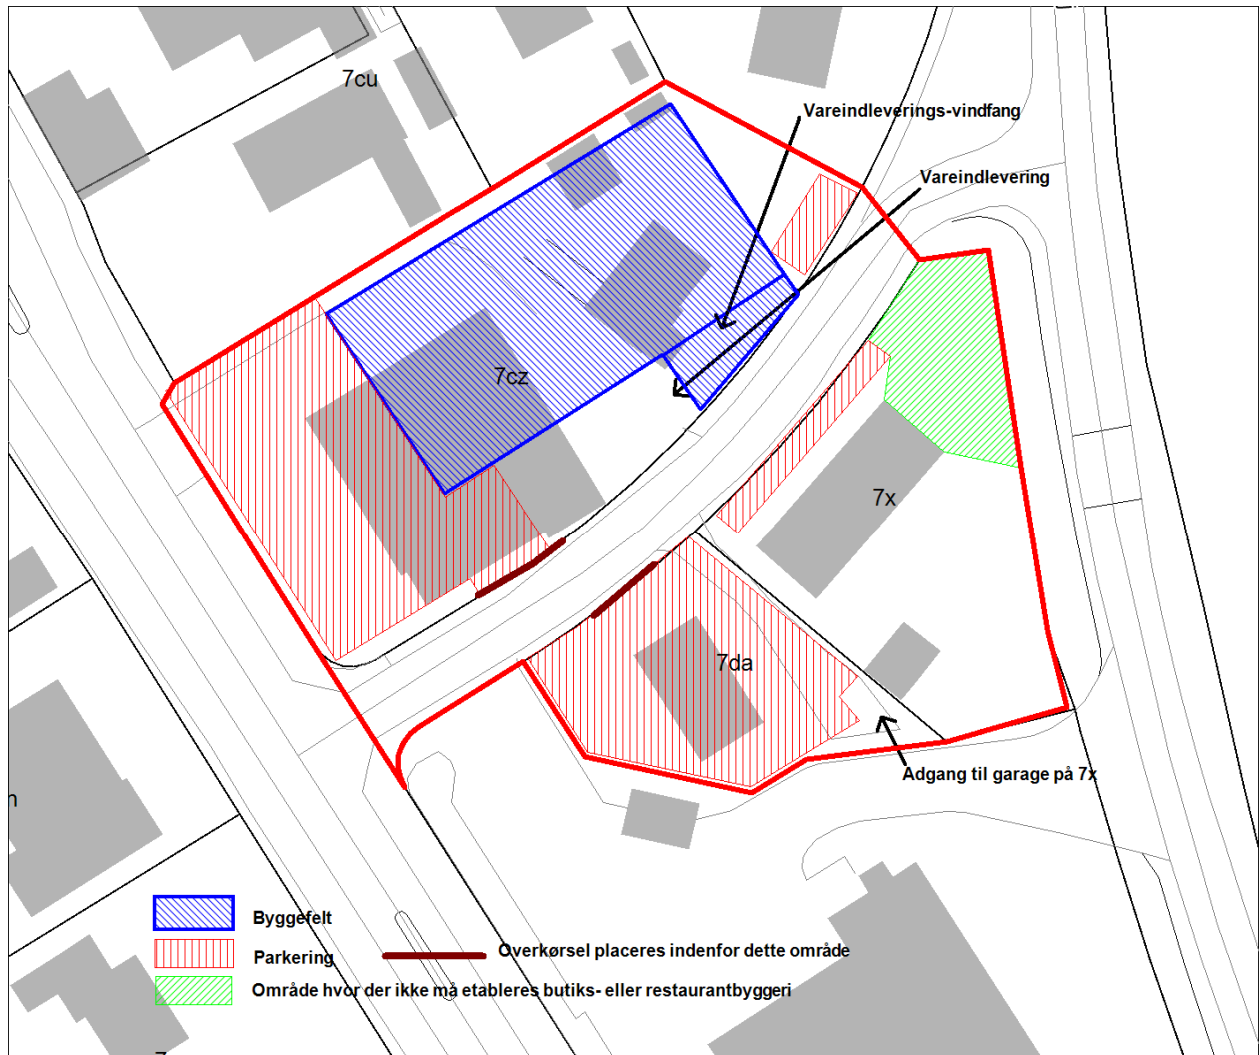 7cu
Vareindleverings-vindfang
Vareindlevering
7cz
7x
7da
Adgang til garage på 7x
Byggefelt
Parkering
Overkørsel placeres indenfor dette område
Område hvor der ikke må etableres butiks- eller restaurantbyggeri